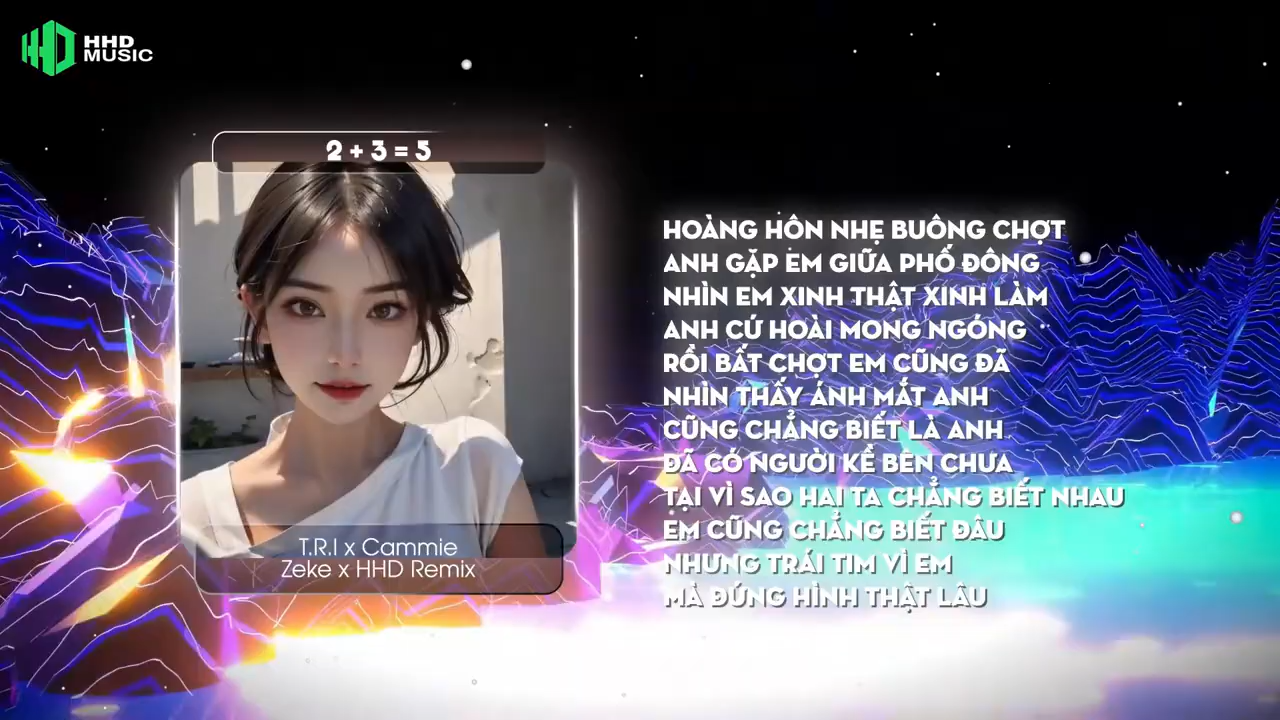 HHD
MUSIC
2 + 3 = 5
HOÀNG HÔN NHẸ BUÔNG CHỢT
ANH GẶP EM GIỮA PHỐ ĐÔNG
NHÌN EM XINH THẬT XINH LÀM
ANH CỨ HOÀI MONG NGÓNG
RỒI BẤT CHỢT EM CŨNG ĐÃ
NHÌN THẤY ÁNH MẮT ANH
CŨNG CHẲNG BIẾT LÀ ANH
ĐÃ CÓ NGƯỜI KỀ BÊN CHƯA
TẠI VÌ SAO HAI TA CHẲNG BIẾT NHAU
EM CŨNG CHẲNG BIẾT ĐÂU
NHƯNG TRÁI TIM VÌ EM
MÀ ĐỨNG HÌNH THẬT LÂU
T.R.I x Cammie
Zeke x HHD Remix